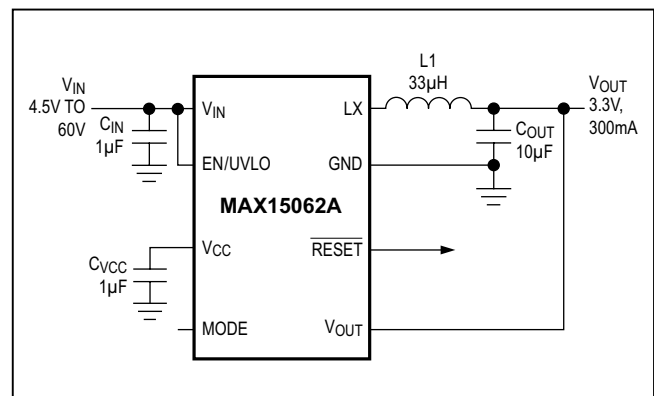 VIN
4.5V TO
60V
CIN
1µF
VIN
EN/UVLO
MAX15062A
VCC
CVCC
1µF
MODE
LX
GND
RESET
VOUT
L1
33µH
COUT
10µF
VOUT
3.3V,
300mA